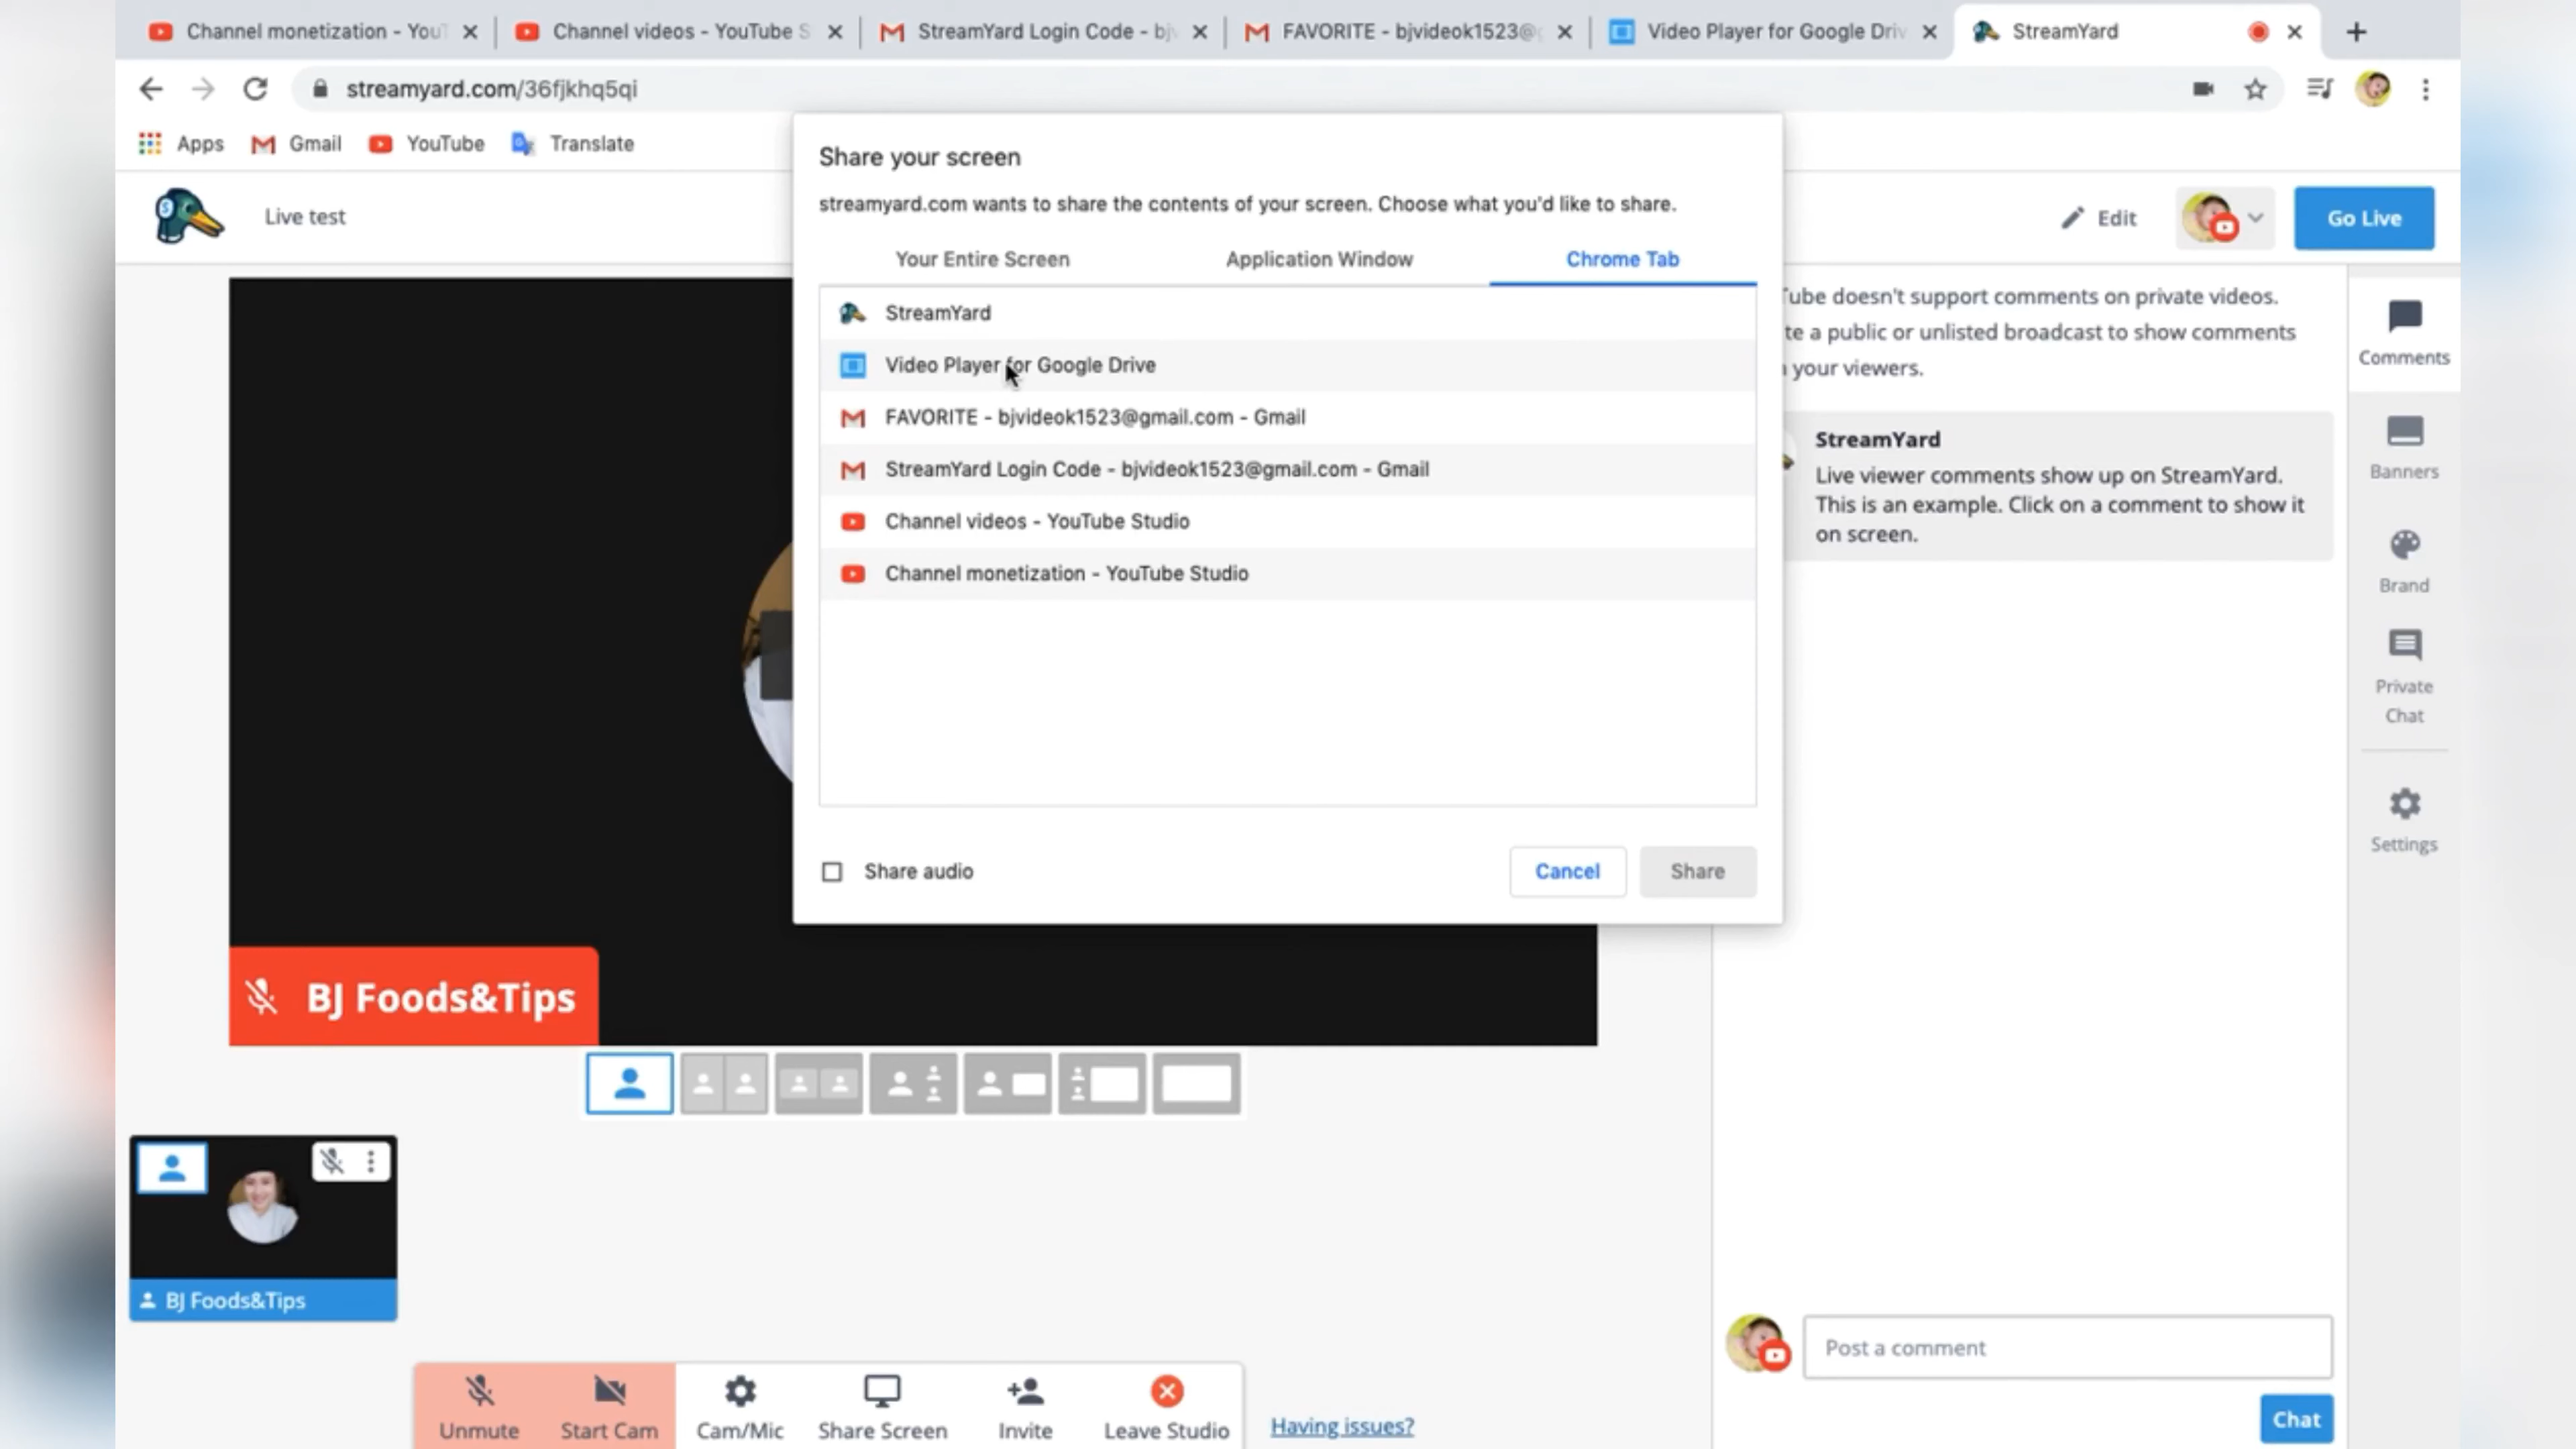 Channel monetization - You
Channel videos - YouTube S
StreamYard Login Code - bj
FAVORITE - bjvideok1523@
Video Player for Google Driv
StreamYard
streamyard.com/36fjkhq5qi
Apps
Gmail
YouTube
Translate
Live test
Edit
Go Live
Share your screen
streamyard.com wants to share the contents of your screen. Choose what you'd like to share.
Your Entire Screen
Application Window
Chrome Tab
StreamYard
Video Player for Google Drive
FAVORITE - bjvideok1523@gmail.com - Gmail
StreamYard Login Code - bjvideok1523@gmail.com - Gmail
Channel videos - YouTube Studio
Channel monetization - YouTube Studio
Share audio
Cancel
Share
ube doesn't support comments on private videos.
te a public or unlisted broadcast to show comments
your viewers.
StreamYard
Live viewer comments show up on StreamYard.
This is an example. Click on a comment to show it
on screen.
Comments
Banners
Brand
Private
Chat
Settings
BJ Foods&Tips
BJ Foods&Tips
Post a comment
Chat
Unmute
Start Cam
Cam/Mic
Share Screen
Invite
Leave Studio
Having issues?